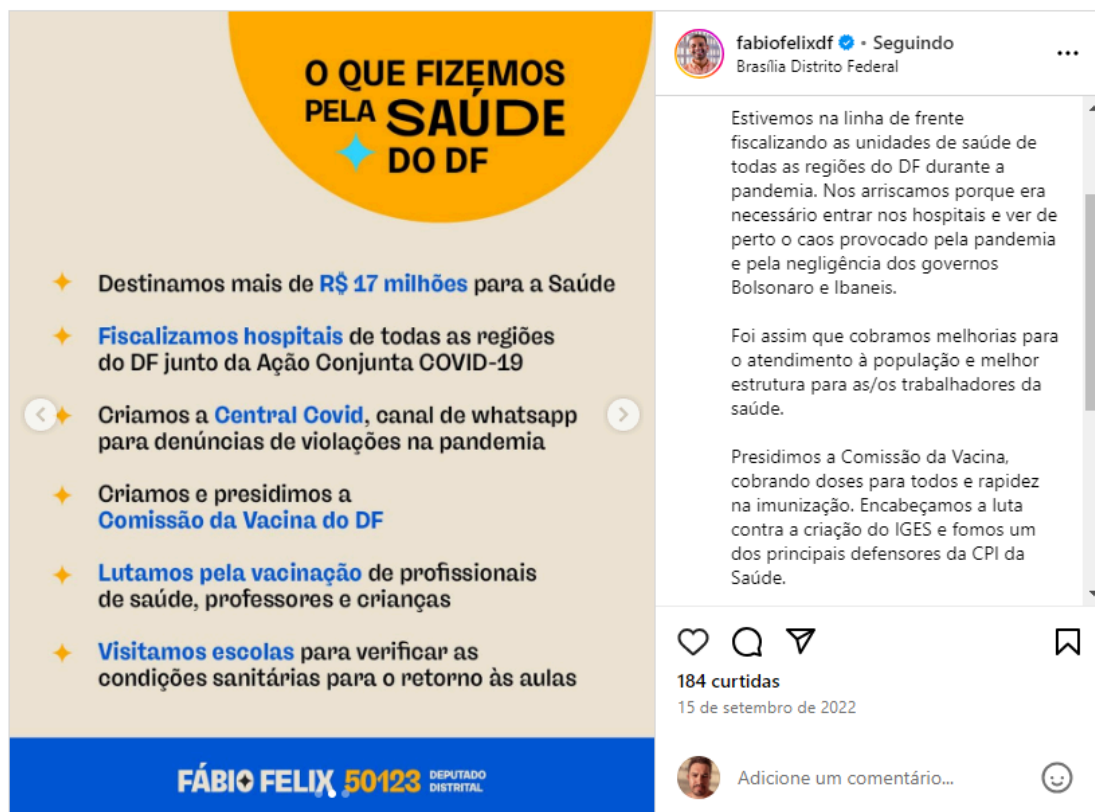 O QUE FIZEMOS
PELA SAÚDE
DO DF
Destinamos mais de R$ 17 milhões para a Saúde
Fiscalizamos hospitais de todas as regiões
do DF junto da Ação Conjunta COVID-19
Criamos a Central Covid, canal de whatsapp
para denúncias de violações na pandemia
Criamos e presidimos a
Comissão da Vacina do DF
Lutamos pela vacinação de profissionais
de saúde, professores e crianças
Visitamos escolas para verificar as
condições sanitárias para o retorno às aulas
FÁBIO FELIX 50123 DEPUTADO
DISTRITAL
fabiofelixdf • Seguindo
Brasília Distrito Federal
Estivemos na linha de frente
fiscalizando as unidades de saúde de
todas as regiões do DF durante a
pandemia. Nos arriscamos porque era
necessário entrar nos hospitais e ver de
perto o caos provocado pela pandemia
e pela negligência dos governos
Bolsonaro e Ibaneis.
Foi assim que cobramos melhorias para
o atendimento à população e melhor
estrutura para as/os trabalhadores da
saúde.
Presidimos a Comissão da Vacina,
cobrando doses para todos e rapidez
na imunização. Encabeçamos a luta
contra a criação do IGES e fomos um
dos principais defensores da CPI da
Saúde.
184 curtidas
15 de setembro de 2022
Adicione um comentário...